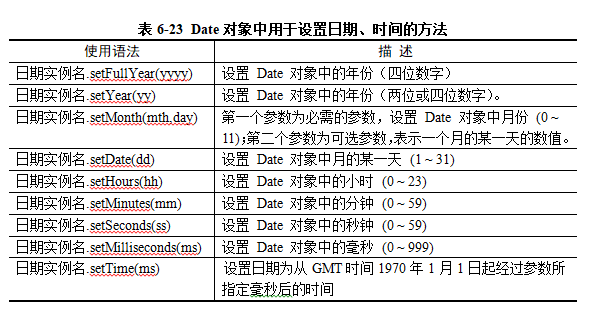 表 6-23 Date 对象中用于设置日期、时间的方法
使用语法 描 述
日期实例名.setFullYear(yyyy) 设置 Date 对象中的年份（四位数字）
日期实例名.setYear(yy) 设置 Date 对象中的年份（两位或四位数字）。
日期实例名.setMonth(mth,day) 第一个参数为必需的参数，设置 Date 对象中月份 (0～
11)；第二个参数为可选参数，表示一个月的某一天的数值。
日期实例名.setDate(dd) 设置 Date 对象中月的某一天 (1～31)
日期实例名.setHours(hh) 设置 Date 对象中的小时 (0～23)
日期实例名.setMinutes(mm) 设置 Date 对象中的分钟 (0～59)
日期实例名.setSeconds(ss) 设置 Date 对象中的秒钟 (0～59)
日期实例名.setMilliseconds(ms) 设置 Date 对象中的毫秒 (0～999)
日期实例名.setTime(ms) 设置日期为从 GMT 时间 1970 年 1 月 1 日起经过参数所
指定毫秒后的时间